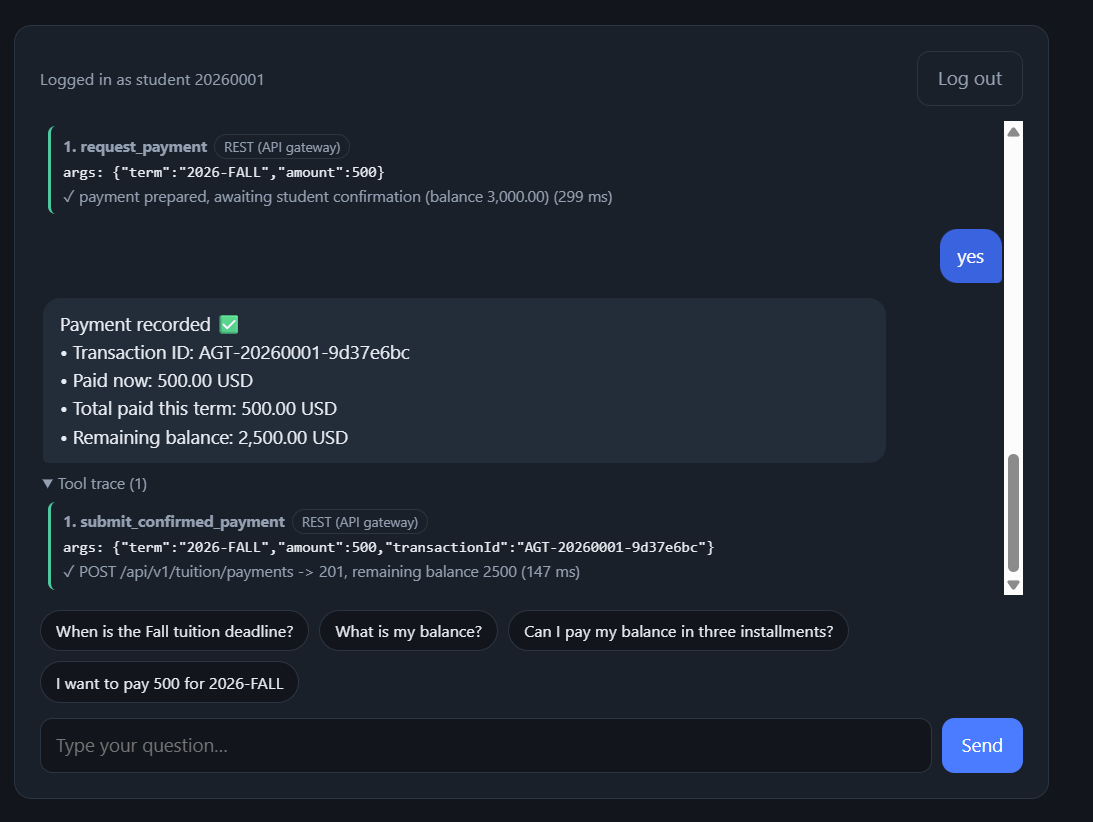 Logged in as student 20260001
Log out
1. request_payment REST (API gateway)
args: {"term":"2026-FALL","amount":500}
✓ payment prepared, awaiting student confirmation (balance 3,000.00) (299 ms)
yes
Payment recorded ✅
• Transaction ID: AGT-20260001-9d37e6bc
• Paid now: 500.00 USD
• Total paid this term: 500.00 USD
• Remaining balance: 2,500.00 USD
▼ Tool trace (1)
1. submit_confirmed_payment REST (API gateway)
args: {"term":"2026-FALL","amount":500,"transactionId":"AGT-20260001-9d37e6bc"}
✓ POST /api/v1/tuition/payments -> 201, remaining balance 2500 (147 ms)
When is the Fall tuition deadline? What is my balance? Can I pay my balance in three installments?
I want to pay 500 for 2026-FALL
Type your question... Send